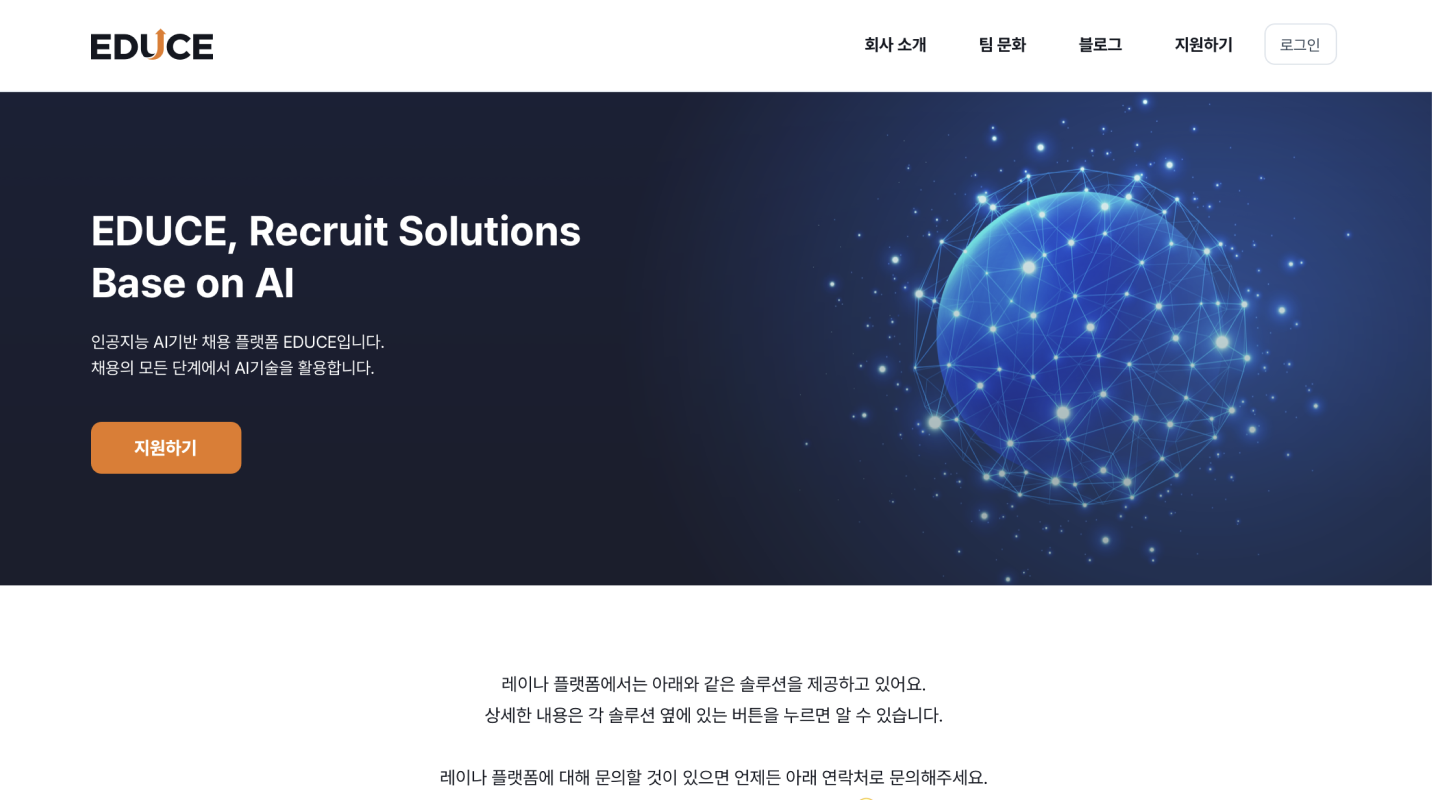 EDUCE
회사 소개
팀 문화
블로그
지원하기
로그인
EDUCE, Recruit Solutions
Base on AI
인공지능 AI기반 채용 플랫폼 EDUCE입니다.
채용의 모든 단계에서 AI기술을 활용합니다.
지원하기
레이나 플랫폼에서는 아래와 같은 솔루션을 제공하고 있어요.
상세한 내용은 각 솔루션 옆에 있는 버튼을 누르면 알 수 있습니다.
레이나 플랫폼에 대해 문의할 것이 있으면 언제든 아래 연락처로 문의해주세요.